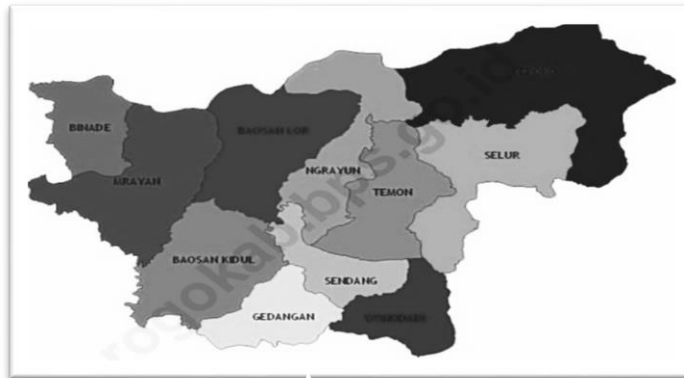 BINADE
BAOSAN LOR
MRAYAN
NGRAYUN
SELUR
TEMON
BAOSAN KIDUL
SENDANG
GEDANGAN